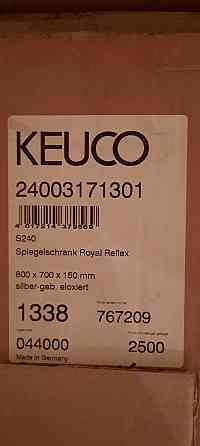 KEUCO
24003171301
S240
Spiegelschrank Royal Reflex
800 x 700 x 150 mm
silber-geb. eloxiert
1338 767209
044000 2500
Made in Germany